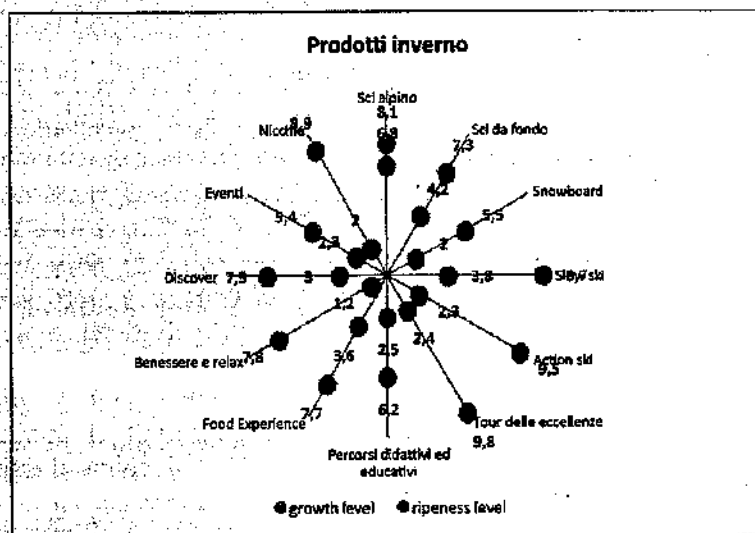 Prodotti inverno
Sci alpino
8,1
6,8
Nicchie
8,9
Sci da fondo
7,3
4,2
2
Eventi
5,4
2,3
Snowboard
5,5
2
Discover
7,5
3
3,8
ski
1,2
2,3
Benessere e relax
7,8
3,6
2,5
2,4
Action ski
9,5
Food Experience
7,7
6,2
Tour delle eccellenze
9,8
Percorsi didattivi ed
educativi
growth level
ripeness level